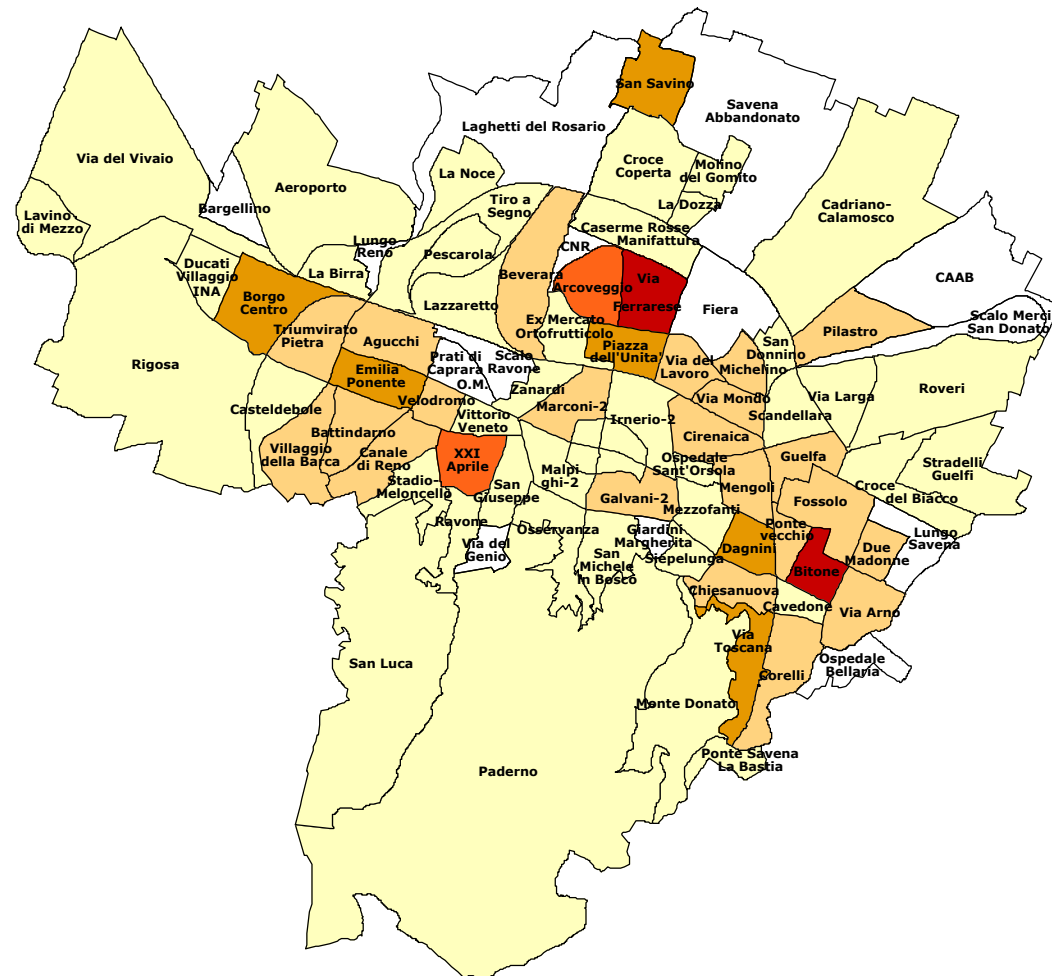 San Savino
Savena
Abbandonato
Laghetti del Rosario
Via del Vivaio
Croce
Coperta
Molino
del Gomito
La Noce
Aeroporto
Cadriano-
Calamosco
Tiro a
Segno
Bargellino
La Dozza
Lavino
di Mezzo
Caserme Rosse
Manifattura
Lungo
Reno
CNR
Pescarola
Ducati
Villaggio
INA
La Birra
Beverara
Arcoveggio
Via
Ferrarese
CAAB
Borgo
Centro
Lazzaretto
Fiera
Scalo Merci
San Donato
Triumvirato
Pietra
Ex Mercato
Ortofrutticolo
Pilastro
Agucchi
San
Donnino
Piazza
dell'Unita'
Rigosa
Prati di
Caprara
O.M.
Scalo
Ravone
Via del
Lavoro
Michelino
Emilia
Ponente
Zanardi
Via Mondo
Via Larga
Roveri
Velodromo
Casteldebole
Marconi-2
Vittorio
Veneto
Irnerio-2
Scandellara
Battindarno
Cirenaica
Villaggio
della Barca
Canale
di Reno
XXI
Aprile
Ospedale
Sant'Orsola
Guelfa
Stradelli
Guelfi
Malpi
ghi-2
Stadio-
Meloncello
San
Giuseppe
Mengoli
Croce
del Biacco
Galvani-2
Mezzofanti
Fossolo
Ravone
Osservanza
Giardini
Margherita
Ponte
vecchio
Lungo
Savena
Via del
Genio
Dagnini
Due
Madonne
San
Michele
In Bosco
Siepelunga
Bitone
Chiesanuova
Cavedone
Via Arno
Via
Toscana
San Luca
Ospedale
Bellaria
Corelli
Monte Donato
Ponte Savena
La Bastia
Paderno